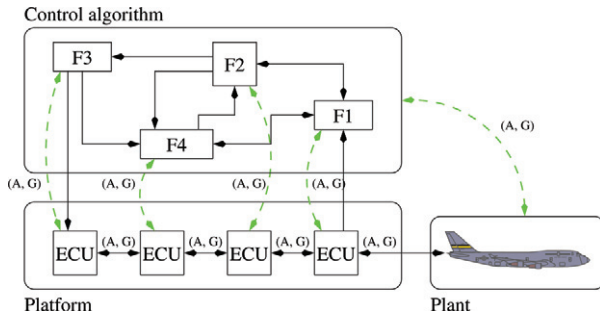 Control algorithm
F3
F2
F1
F4
(A, G)
(A, G)
(A, G)
(A, G)
(A, G)
ECU
(A, G)
ECU
(A, G)
ECU
(A, G)
ECU
(A, G)
Platform
Plant